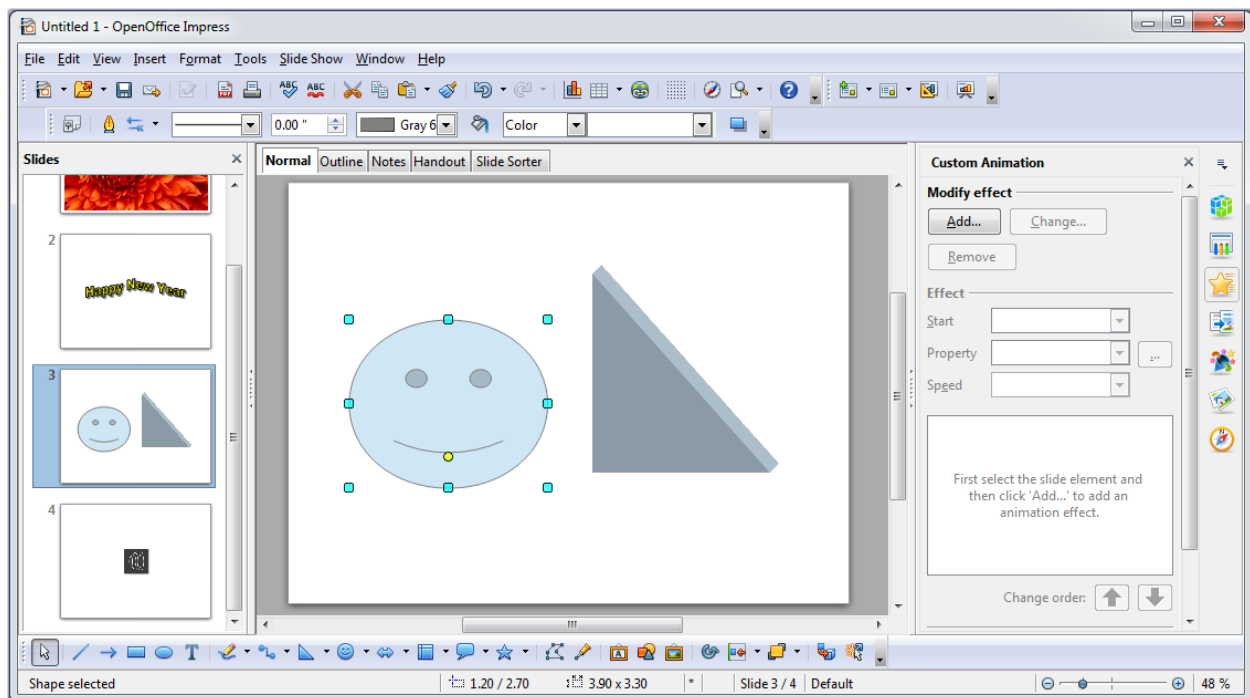 Untitled 1 - OpenOffice Impress
File Edit View Insert Format Tools Slide Show Window Help
ABC ABC
0.00 " Gray 6 Color
Slides
Normal Outline Notes Handout Slide Sorter
2
Happy New Year
3
4
Custom Animation
Modify effect
Add... Change...
Remove
Effect
Start
Property ...
Speed
First select the slide element and
then click 'Add...' to add an
animation effect.
Change order:
T A
Shape selected 1.20 / 2.70 3.90 x 3.30 * Slide 3 / 4 Default 48 %